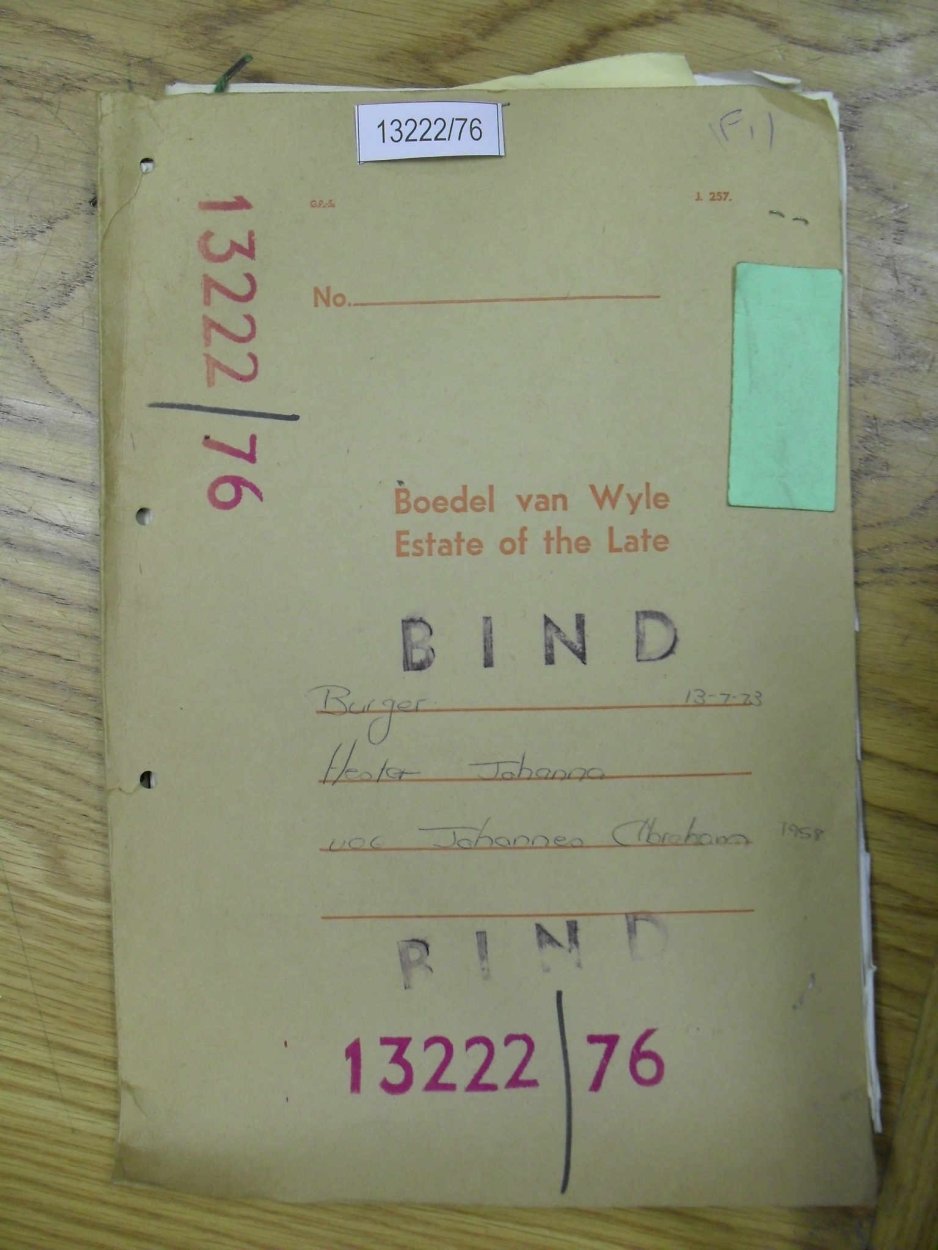 13222/76
(F1)
G.P.-S. J. 257.
13222/76
No.
Boedel van Wyle
Estate of the Late
BIND
Burger 13-7-23
Hester Johanna
Johannes Abraham 1958
BIND
13222/76